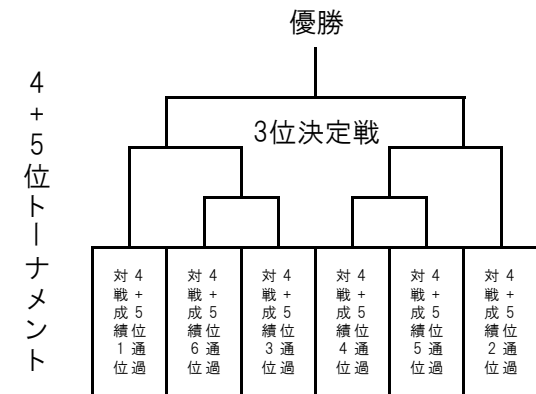 優勝
4+5位トーナメント
3位決定戦
4+5位通過
対戦成績1位
4+5位通過
対戦成績6位
4+5位通過
対戦成績3位
4+5位通過
対戦成績4位
4+5位通過
対戦成績5位
4+5位通過
対戦成績2位